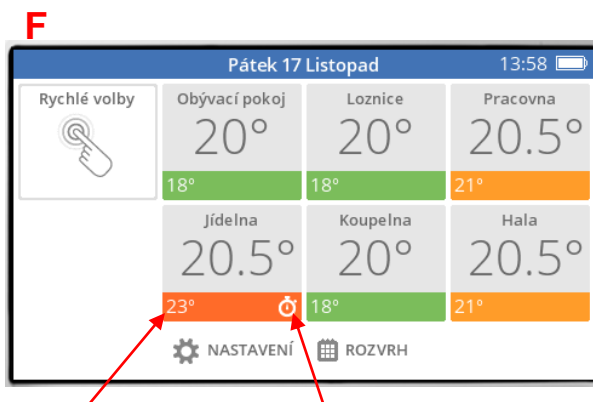 F
Pátek 17 Listopad 13:58
Rychlé volby Obývací pokoj Loznice Pracovna
20° 20° 20.5°
18° 18° 21°
Jídelna Koupelna Hala
20.5° 20° 20.5°
23° 18° 21°
NASTAVENÍ ROZVRH